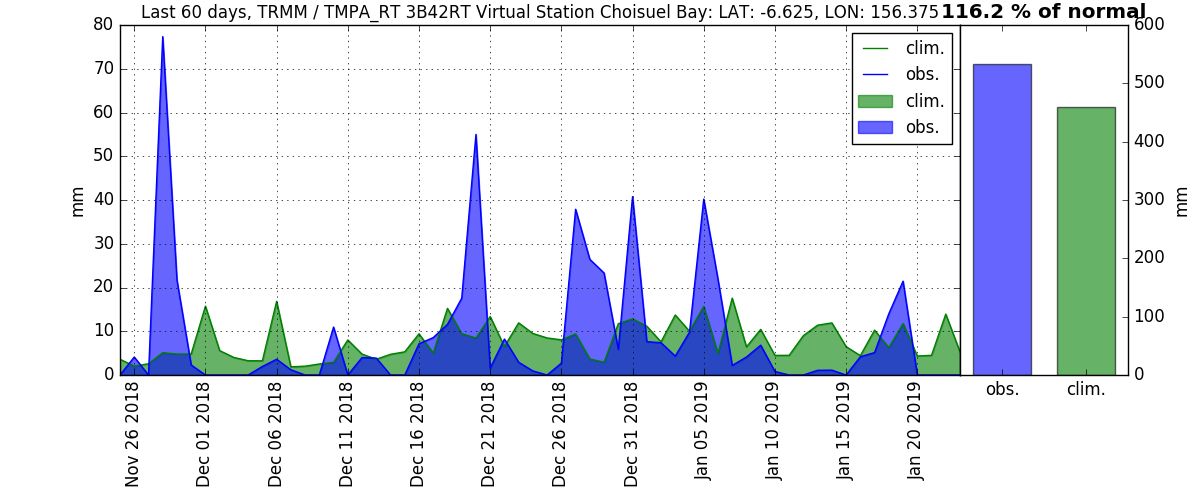 Last 60 days, TRMM / TMPA_RT 3B42RT Virtual Station Choisuel Bay: LAT: -6.625, LON: 156.375
116.2 % of normal
80
70
60
50
40
30
20
10
0
mm
clim.
obs.
clim.
obs.
Nov 26 2018
Dec 01 2018
Dec 06 2018
Dec 11 2018
Dec 16 2018
Dec 21 2018
Dec 26 2018
Dec 31 2018
Jan 05 2019
Jan 10 2019
Jan 15 2019
Jan 20 2019
600
500
400
300
200
100
0
mm
obs.
clim.